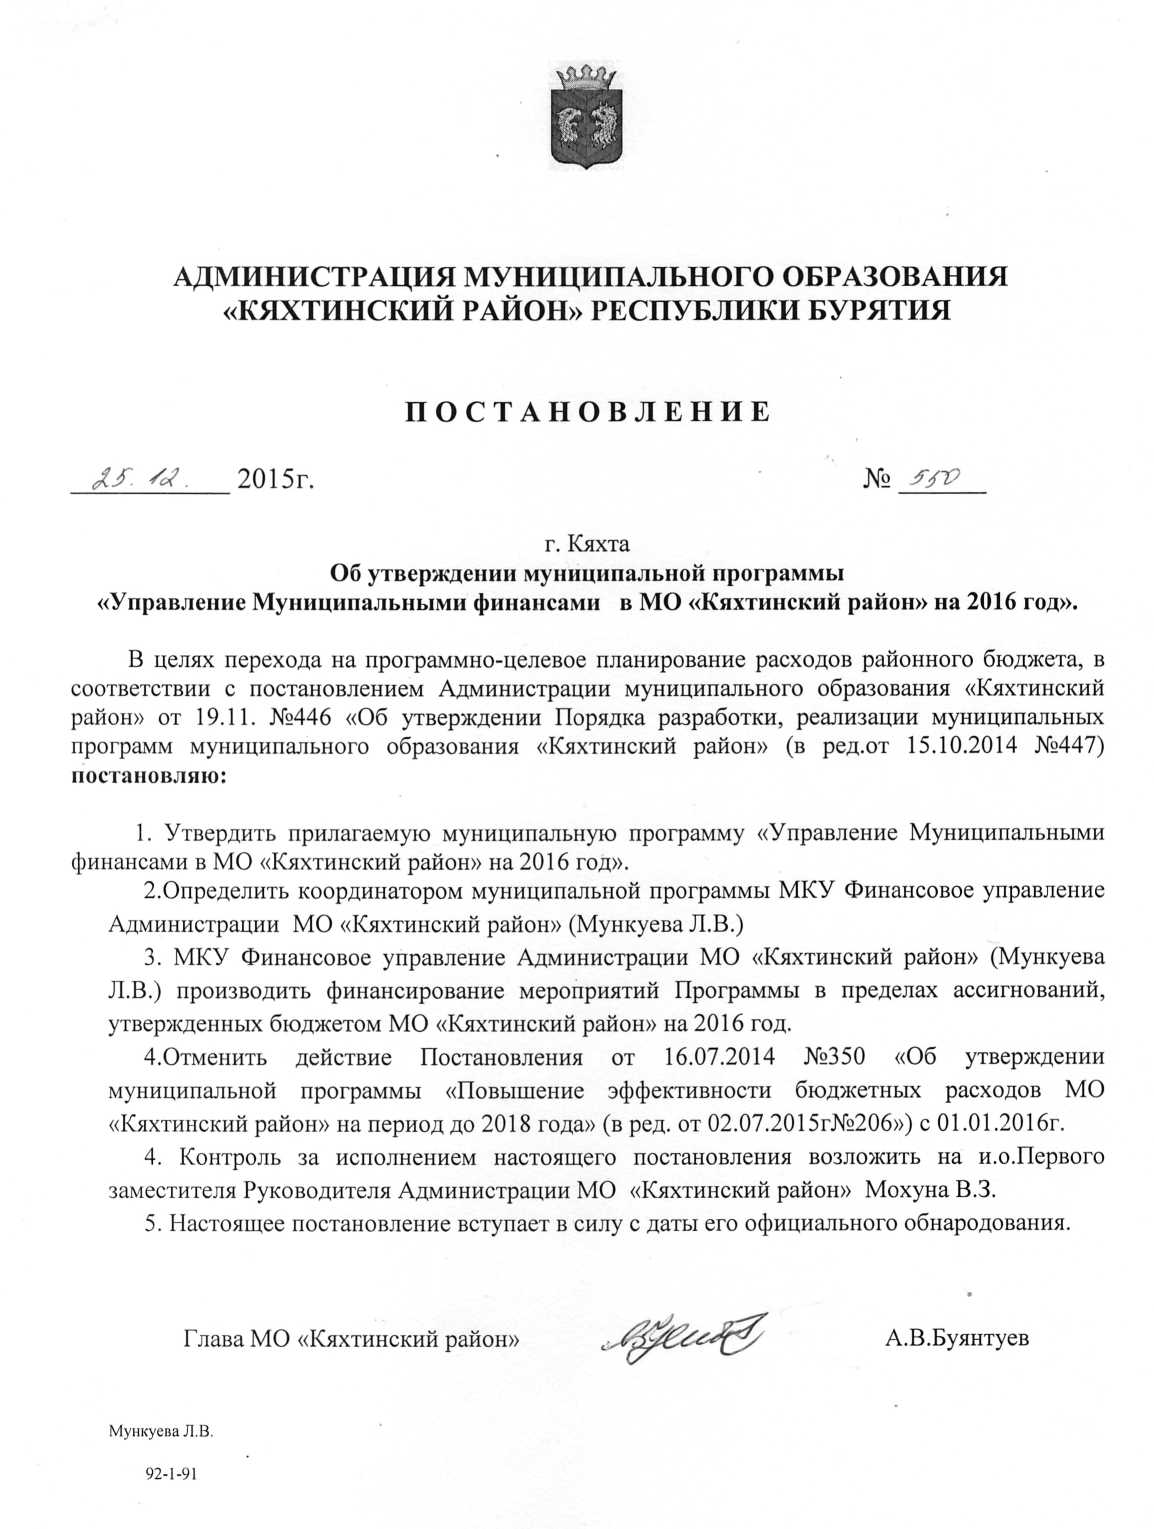 АДМИНИСТРАЦИЯ МУНИЦИПАЛЬНОГО ОБРАЗОВАНИЯ
«КЯХТИНСКИЙ РАЙОН» РЕСПУБЛИКИ БУРЯТИЯ
П О С Т А Н О В Л Е Н И Е
25. 12. 2015г. № 550
г. Кяхта
Об утверждении муниципальной программы
«Управление Муниципальными финансами в МО «Кяхтинский район» на 2016 год».
В целях перехода на программно-целевое планирование расходов районного бюджета, в
соответствии с постановлением Администрации муниципального образования «Кяхтинский
район» от 19.11. №446 «Об утверждении Порядка разработки, реализации муниципальных
программ муниципального образования «Кяхтинский район» (в ред.от 15.10.2014 №447)
постановляю:
1. Утвердить прилагаемую муниципальную программу «Управление Муниципальными
финансами в МО «Кяхтинский район» на 2016 год».
2.Определить координатором муниципальной программы МКУ Финансовое управление
Администрации МО «Кяхтинский район» (Мункуева Л.В.)
3. МКУ Финансовое управление Администрации МО «Кяхтинский район» (Мункуева
Л.В.) производить финансирование мероприятий Программы в пределах ассигнований,
утвержденных бюджетом МО «Кяхтинский район» на 2016 год.
4.Отменить действие Постановления от 16.07.2014 №350 «Об утверждении
муниципальной программы «Повышение эффективности бюджетных расходов МО
«Кяхтинский район» на период до 2018 года» (в ред. от 02.07.2015г№206») с 01.01.2016г.
4. Контроль за исполнением настоящего постановления возложить на и.о.Первого
заместителя Руководителя Администрации МО «Кяхтинский район» Мохуна В.З.
5. Настоящее постановление вступает в силу с даты его официального обнародования.
Глава МО «Кяхтинский район» А.В.Буянтуев
Мункуева Л.В.
92-1-91